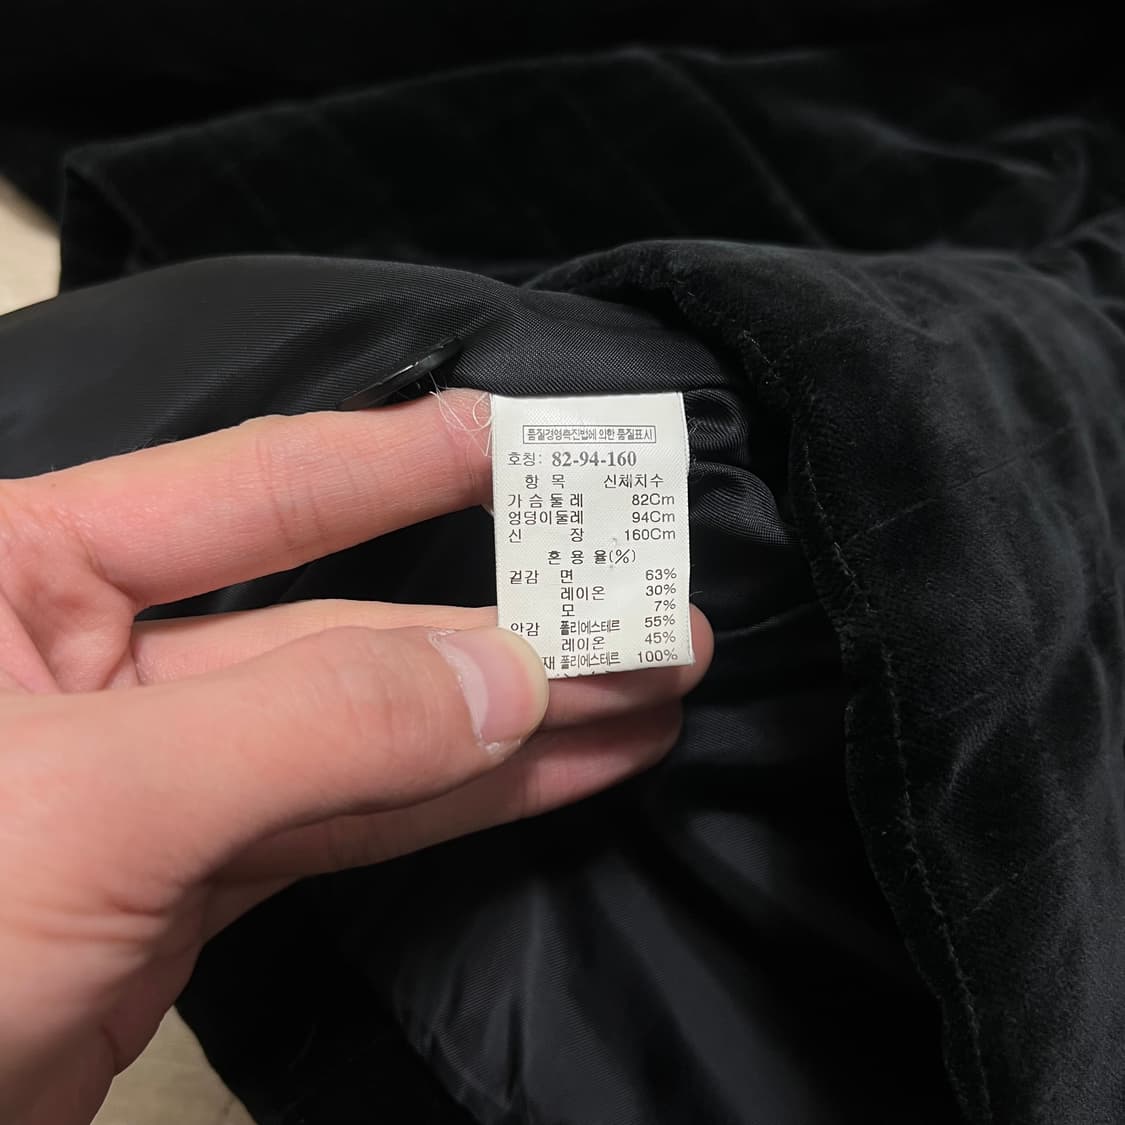 품질경영촉진법에 의한 품질표시
호칭: 82-94-160
항 목 신체치수
가 슴 둘 레 82Cm
엉덩이둘레 94Cm
신 장 160Cm
혼 용 율(%)
겉감 면 63%
레이온 30%
모 7%
안감 폴리에스테르 55%
레이온 45%
재 폴리에스테르 100%